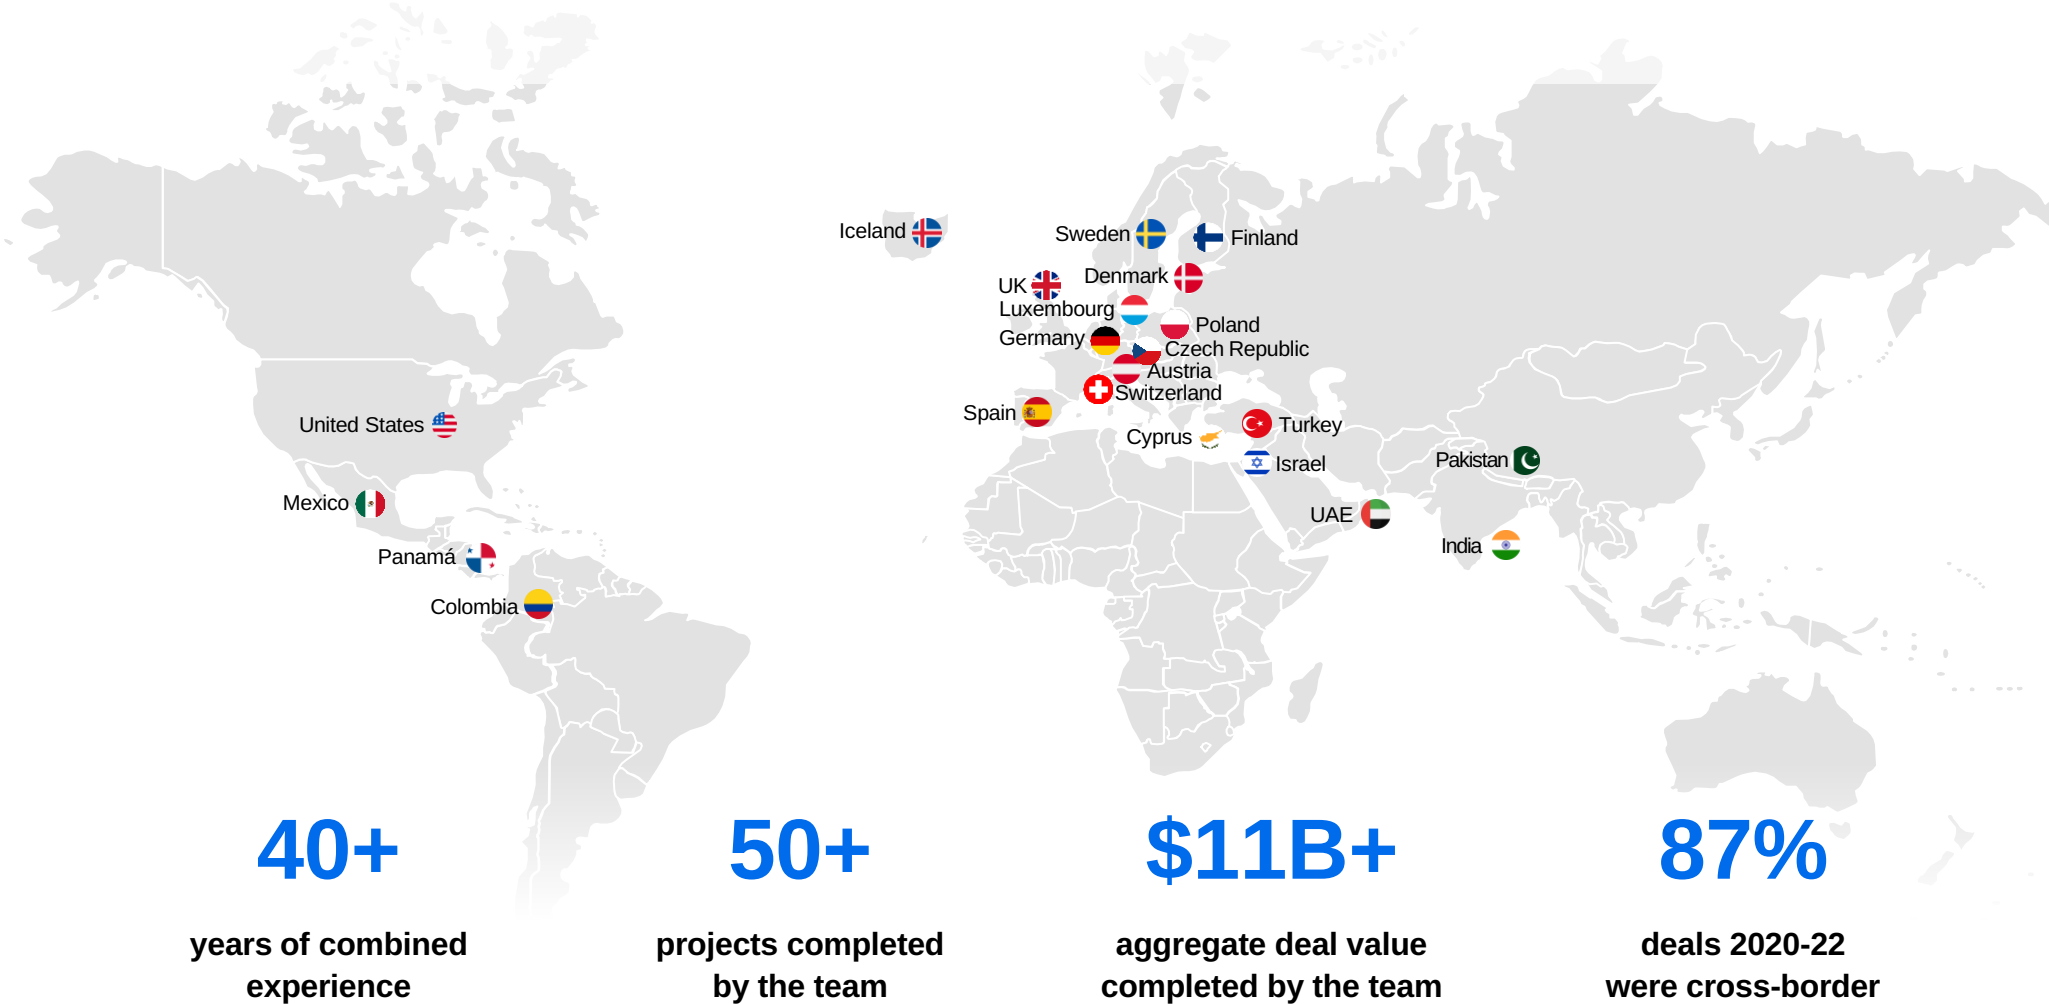 Iceland
Sweden
Finland
UK
Denmark
Luxembourg
Poland
Germany
Czech Republic
Austria
Switzerland
Spain
United States
Turkey
Cyprus
Israel
Pakistan
Mexico
UAE
India
Panamá
Colombia
40+
years of combined
experience
50+
projects completed
by the team
$11B+
aggregate deal value
completed by the team
87%
deals 2020-22
were cross-border